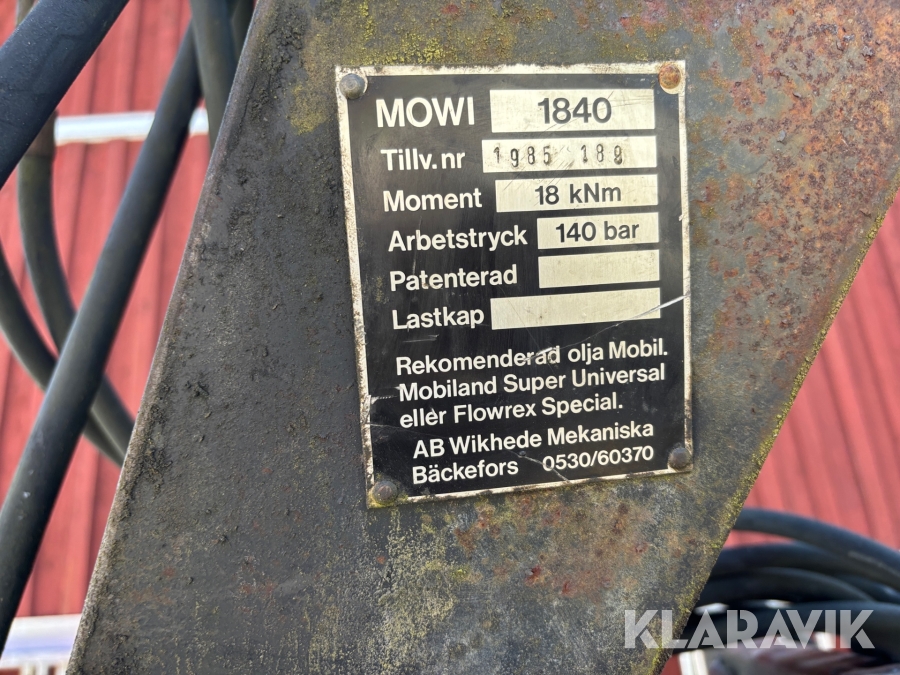 MOWI 1840
Tillv. nr 1985 189
Moment 18 kNm
Arbetstryck 140 bar
Patenterad
Lastkap
Rekomenderad olja Mobil.
Mobiland Super Universal
eller Flowrex Special.
AB Wikhede Mekaniska
Bäckefors 0530/60370
KLARAVIK